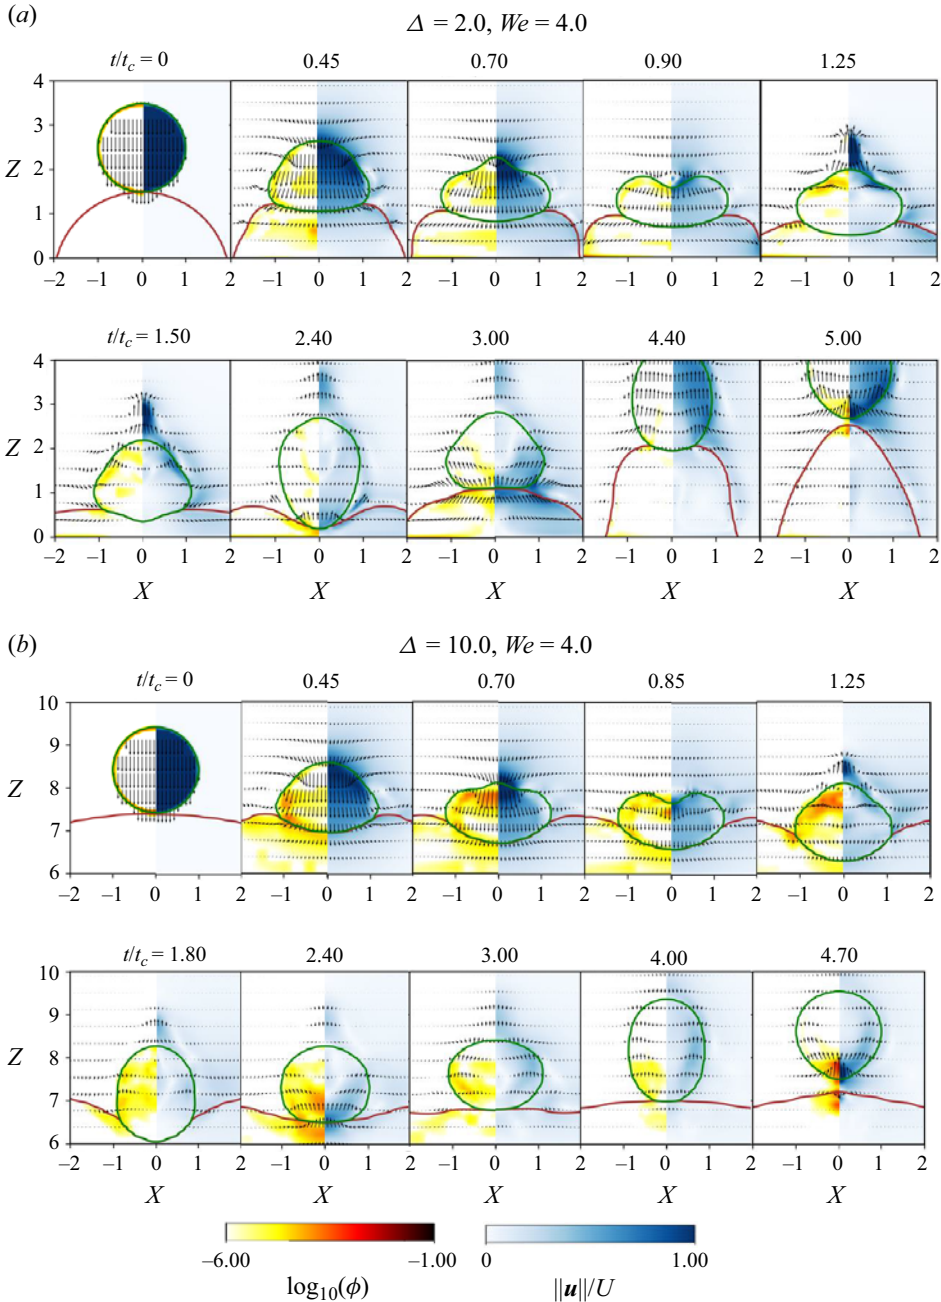 (a)
Δ = 2.0, We = 4.0
t/t_c = 0 0.45 0.70 0.90 1.25
4
3
Z 2
1
0
–2 –1 0 1 2 –1 0 1 2 –1 0 1 2 –1 0 1 2 –1 0 1 2
t/t_c = 1.50 2.40 3.00 4.40 5.00
4
3
Z 2
1
0
–2 –1 0 1 2 –1 0 1 2 –1 0 1 2 –1 0 1 2 –1 0 1 2
X X X X X
(b)
Δ = 10.0, We = 4.0
t/t_c = 0 0.45 0.70 0.85 1.25
10
9
Z 8
7
6
–2 –1 0 1 2 –1 0 1 2 –1 0 1 2 –1 0 1 2 –1 0 1 2
t/t_c = 1.80 2.40 3.00 4.00 4.70
10
9
Z 8
7
6
–2 –1 0 1 2 –1 0 1 2 –1 0 1 2 –1 0 1 2 –1 0 1 2
X X X X X
–6.00 –1.00 0 1.00
log10(ϕ) ||u||/U